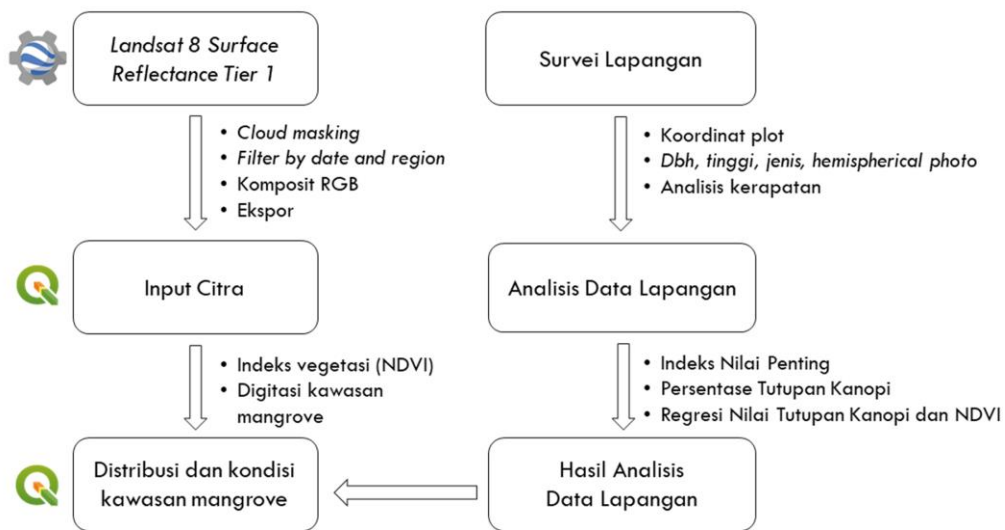 Landsat 8 Surface
Reflectance Tier 1
• Cloud masking
• Filter by date and region
• Komposit RGB
• Ekspor
Input Citra
• Indeks vegetasi (NDVI)
• Digitasi kawasan
mangrove
Distribusi dan kondisi
kawasan mangrove
Survei Lapangan
• Koordinat plot
• Dbh, tinggi, jenis, hemispherical photo
• Analisis kerapatan
Analisis Data Lapangan
• Indeks Nilai Penting
• Persentase Tutupan Kanopi
• Regresi Nilai Tutupan Kanopi dan NDVI
Hasil Analisis
Data Lapangan